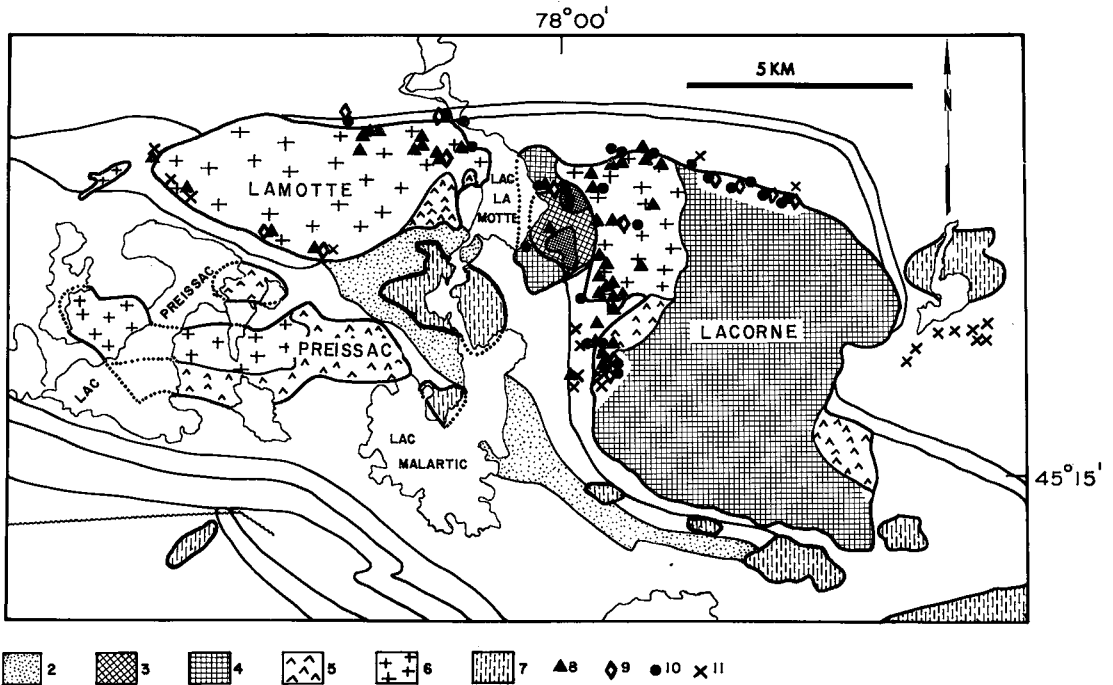 78°00'
5 KM
N
LAMOTTE
LAC
LA
MOTTE
PREISSAC
LACORNE
PREISSAC
LAC
LAC
MALARTIC
45°15'
2 3 4 5 6 7 8 9 10 11